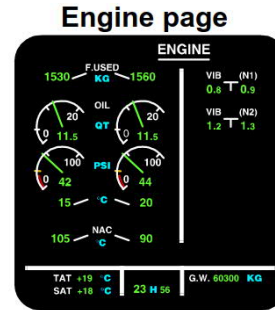 Engine page
ENGINE
F.USED
1530 KG 1560
OIL
20 20
0 QT 0
11.5 11.5
100 PSI 100
0 0
42 44
15 °C 20
NAC
105 °C 90
VIB (N1)
0.8 0.9
VIB (N2)
1.2 1.3
TAT +19 °C
SAT +18 °C
23 H 56
G.W. 60300 KG